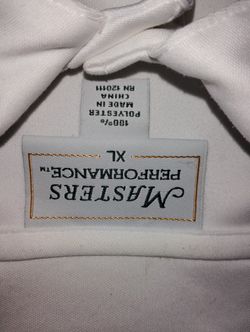 MASTERS
PERFORMANCE™
XL
100% 
POLYESTER
MADE IN
CHINA
RN 120111